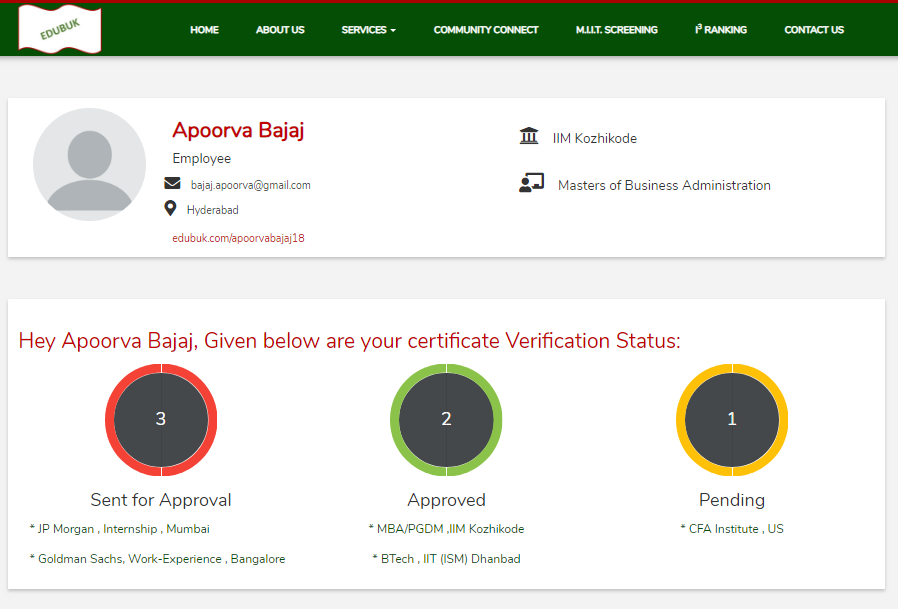 EDUBUK
HOME ABOUT US SERVICES COMMUNITY CONNECT M.I.I.T. SCREENING I³ RANKING CONTACT US
Apoorva Bajaj
Employee
bajaj.apoorva@gmail.com
Hyderabad
edubuk.com/apoorvabajaj18
IIM Kozhikode
Masters of Business Administration
Hey Apoorva Bajaj, Given below are your certificate Verification Status:
3
Sent for Approval
* JP Morgan , Internship , Mumbai
* Goldman Sachs, Work-Experience , Bangalore
2
Approved
* MBA/PGDM ,IIM Kozhikode
* BTech , IIT (ISM) Dhanbad
1
Pending
* CFA Institute , US